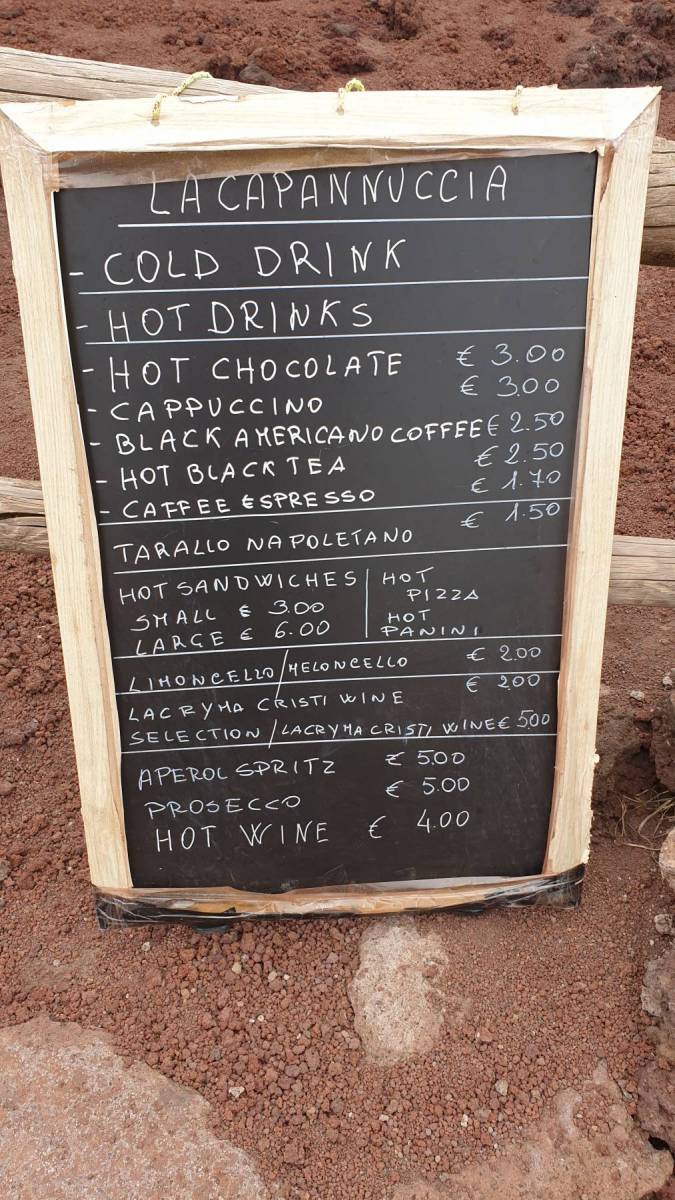 LA CAPANNUCCIA
- COLD DRINK
- HOT DRINKS
- HOT CHOCOLATE € 3.00
- CAPPUCCINO € 3.00
- BLACK AMERICANO COFFEE € 2.50
- HOT BLACK TEA € 2.50
- CAFFEE ESPRESSO € 1.70
TARALLO NAPOLETANO € 1.50
HOT SANDWICHES
SMALL € 3.00
LARGE € 6.00
HOT
PIZZA
HOT
PANINI
LIMONCELLO/MELONCELLO € 2.00
LACRYMA CRISTI WINE € 2.00
SELECTION/LACRYMA CRISTI WINE € 5.00
APEROL SPRITZ € 5.00
PROSECCO € 5.00
HOT WINE € 4.00